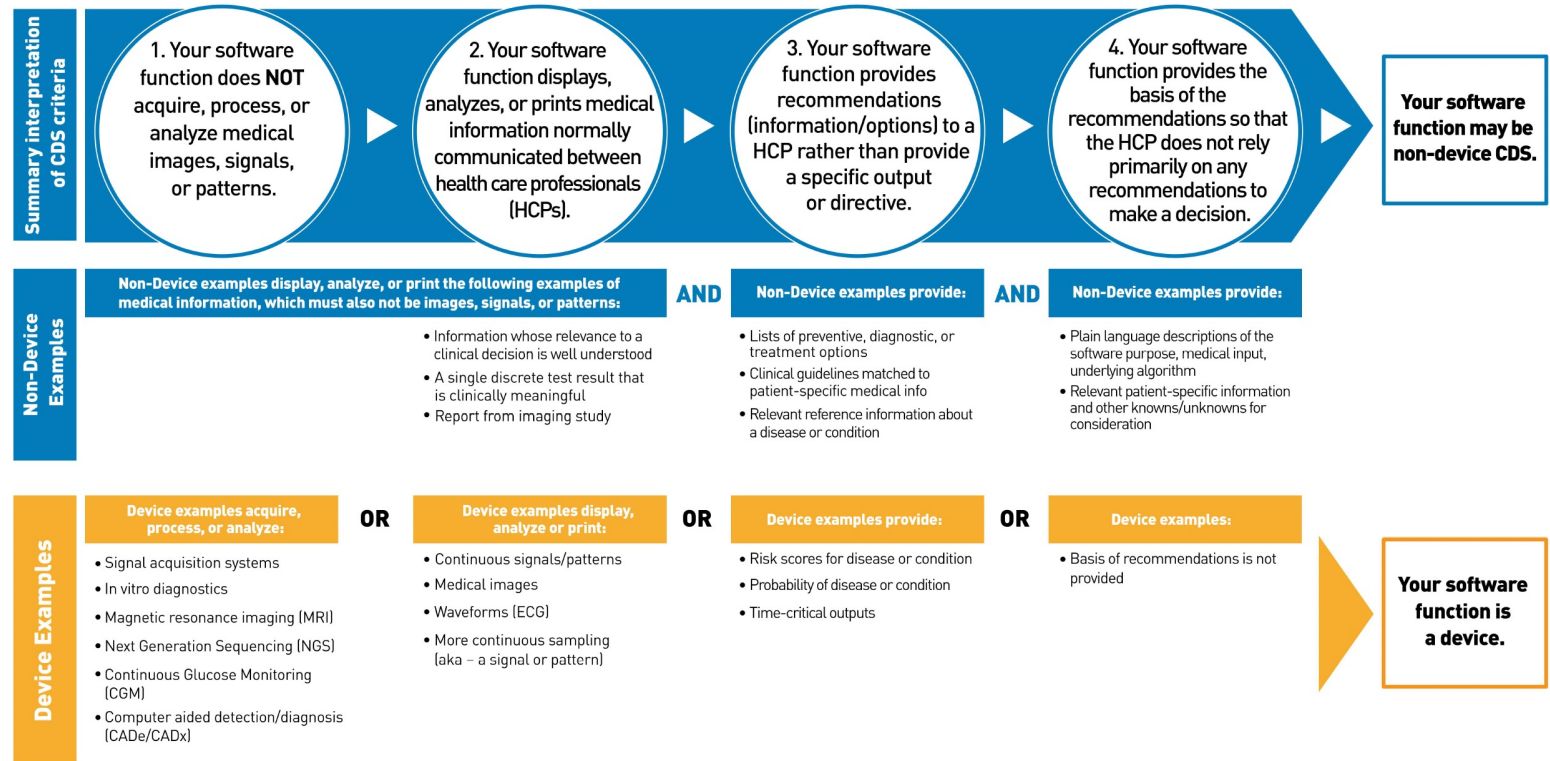 Summary interpretation
of CDS criteria
1. Your software
function does NOT
acquire, process, or
analyze medical
images, signals,
or patterns.
2. Your software
function displays,
analyzes, or prints medical
information normally
communicated between
health care professionals
(HCPs).
3. Your software
function provides
recommendations
(information/options) to a
HCP rather than provide
a specific output
or directive.
4. Your software
function provides the
basis of the
recommendations so that
the HCP does not rely
primarily on any
recommendations to
make a decision.
Your software
function may be
non-device CDS.
Non-Device
Examples
Non-Device examples display, analyze, or print the following examples of
medical information, which must also not be images, signals, or patterns:
• Information whose relevance to a
clinical decision is well understood
• A single discrete test result that
is clinically meaningful
• Report from imaging study
AND
Non-Device examples provide:
• Lists of preventive, diagnostic, or
treatment options
• Clinical guidelines matched to
patient-specific medical info
• Relevant reference information about
a disease or condition
AND
Non-Device examples provide:
• Plain language descriptions of the
software purpose, medical input,
underlying algorithm
• Relevant patient-specific information
and other knowns/unknowns for
consideration
Device Examples
Device examples acquire,
process, or analyze:
• Signal acquisition systems
• In vitro diagnostics
• Magnetic resonance imaging (MRI)
• Next Generation Sequencing (NGS)
• Continuous Glucose Monitoring
(CGM)
• Computer aided detection/diagnosis
(CADe/CADx)
OR
Device examples display,
analyze or print:
• Continuous signals/patterns
• Medical images
• Waveforms (ECG)
• More continuous sampling
(aka – a signal or pattern)
OR
Device examples provide:
• Risk scores for disease or condition
• Probability of disease or condition
• Time-critical outputs
OR
Device examples:
• Basis of recommendations is not
provided
Your software
function is
a device.